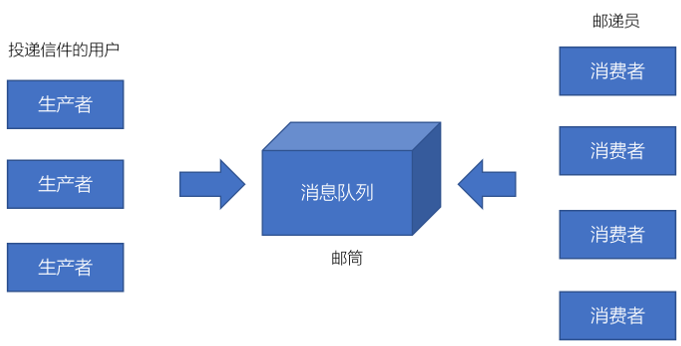 投递信件的用户
生产者
生产者
生产者
消息队列
邮筒
邮递员
消费者
消费者
消费者
消费者